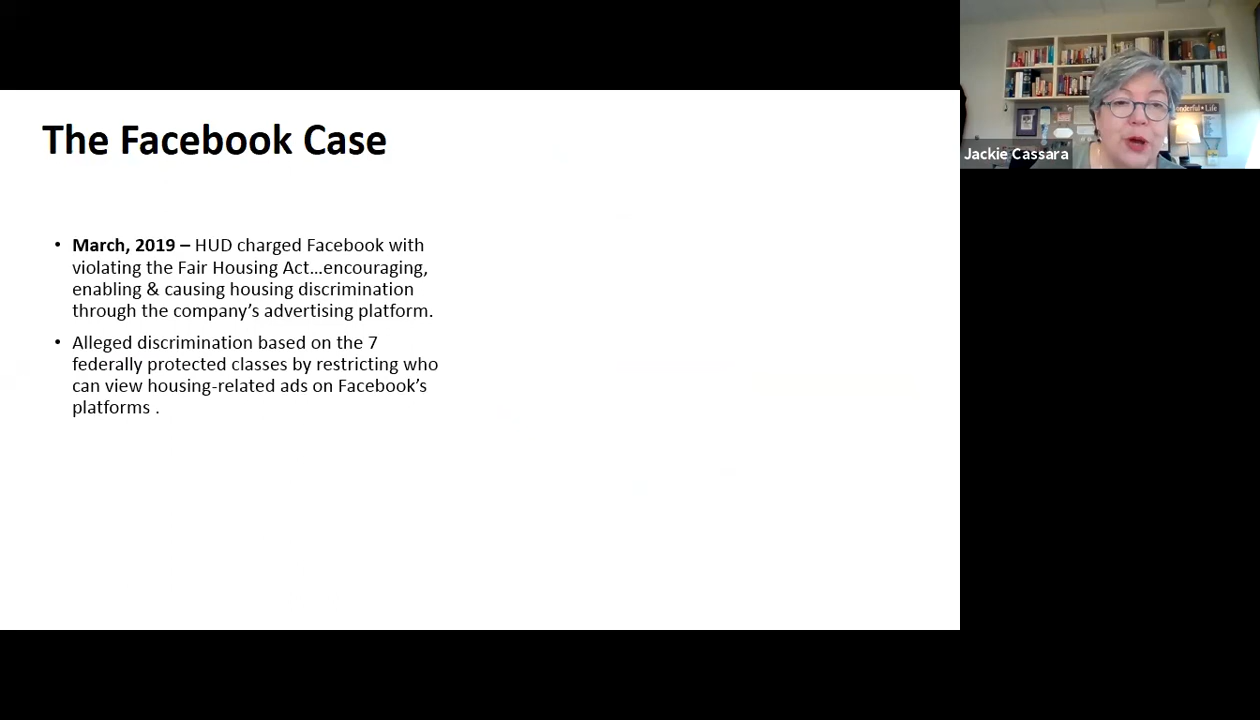 The Facebook Case
• March, 2019 – HUD charged Facebook with
violating the Fair Housing Act...encouraging,
enabling & causing housing discrimination
through the company's advertising platform.
• Alleged discrimination based on the 7
federally protected classes by restricting who
can view housing-related ads on Facebook's
platforms .
onderful • Life
Jackie Cassara